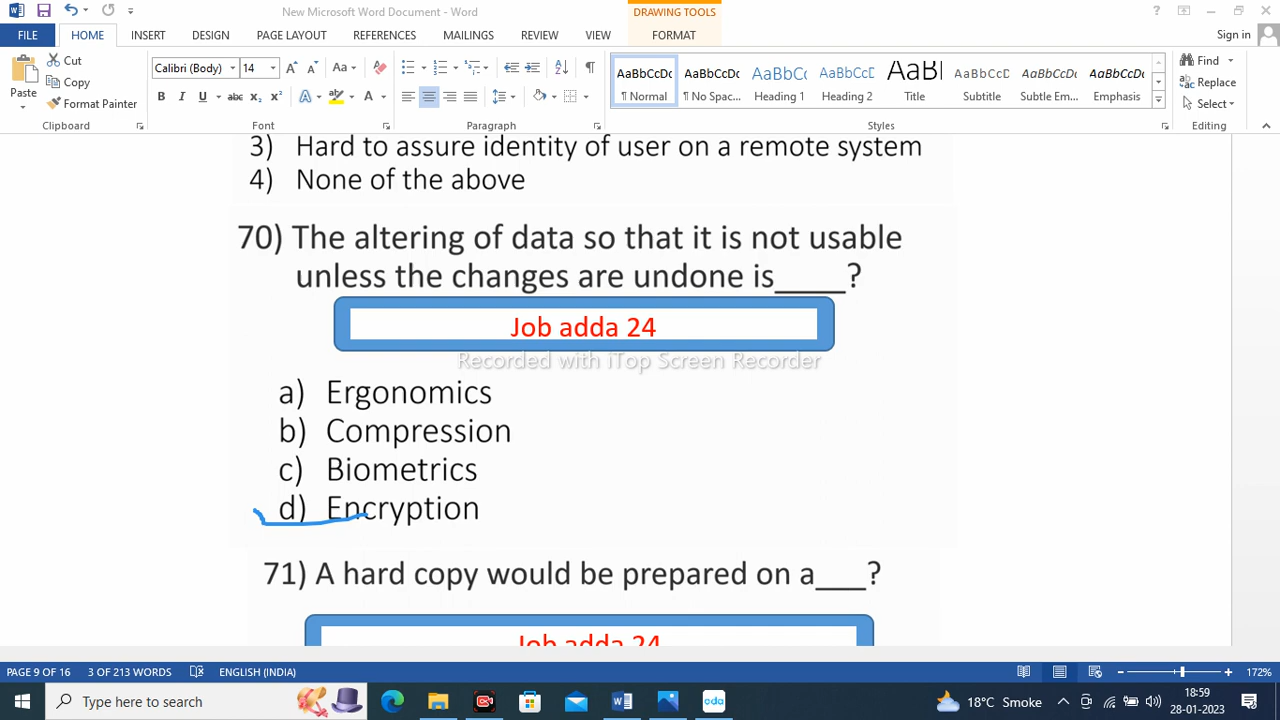 New Microsoft Word Document - Word
DRAWING TOOLS
FILE HOME INSERT DESIGN PAGE LAYOUT REFERENCES MAILINGS REVIEW VIEW FORMAT Sign in
Cut
Copy
Format Painter
Paste
Calibri (Body) 14
AaBbCcDc AaBbCcDc AaBbCc AaBbCc AaBl AaBbCcD AaBbCcDc AaBbCcDc
¶ Normal ¶ No Spac... Heading 1 Heading 2 Title Subtitle Subtle Em... Emphasis
Find
Replace
Select
Clipboard Font Paragraph Styles Editing
3) Hard to assure identity of user on a remote system
4) None of the above
70) The altering of data so that it is not usable
unless the changes are undone is____?
Job adda 24
Recorded with iTop Screen Recorder
a) Ergonomics
b) Compression
c) Biometrics
d) Encryption
71) A hard copy would be prepared on a___?
Job adda 24
PAGE 9 OF 16 3 OF 213 WORDS ENGLISH (INDIA) 172%
Type here to search
oda
18°C Smoke
18:59
28-01-2023